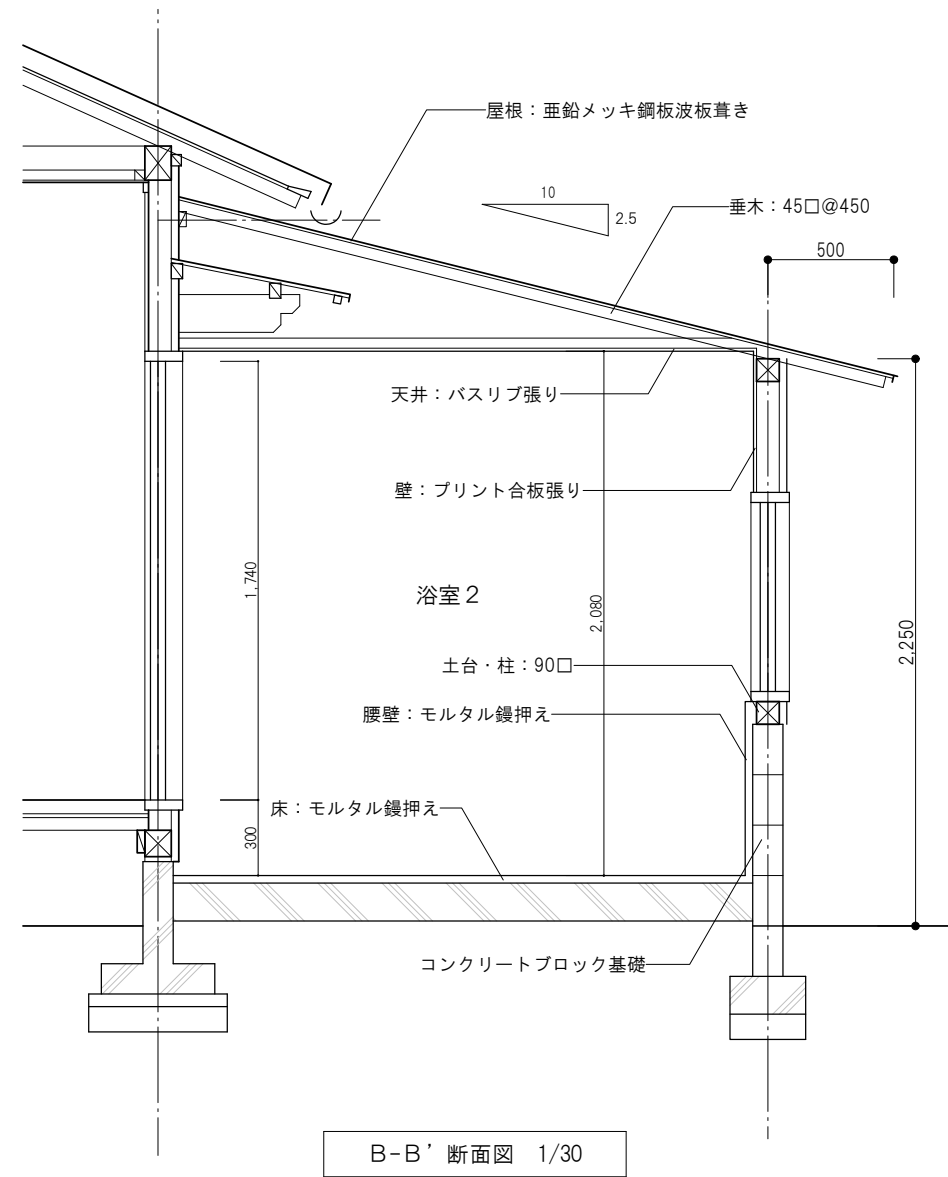 屋根：亜鉛メッキ鋼板波板葺き
10
2.5
垂木：45□@450
500
天井：バスリブ張り
壁：プリント合板張り
1,740
浴室２
2,080
2,250
土台・柱：90□
腰壁：モルタル鏝押え
床：モルタル鏝押え
300
コンクリートブロック基礎
Ｂ-Ｂ’断面図　1/30